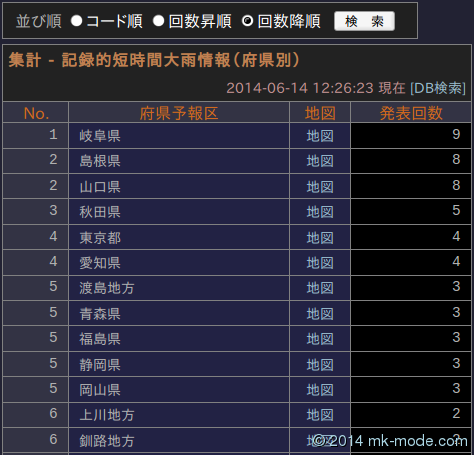 並び順 コード順 回数昇順 回数降順 検 索
集計 - 記録的短時間大雨情報(府県別)
2014-06-14 12:26:23 現在 [DB検索]
No. 府県予報区 地図 発表回数
1 岐阜県 地図 9
2 島根県 地図 8
2 山口県 地図 8
3 秋田県 地図 5
4 東京都 地図 4
4 愛知県 地図 4
5 渡島地方 地図 3
5 青森県 地図 3
5 福島県 地図 3
5 静岡県 地図 3
5 岡山県 地図 3
6 上川地方 地図 2
6 釧路地方 地図 2
© 2014 mk-mode.com